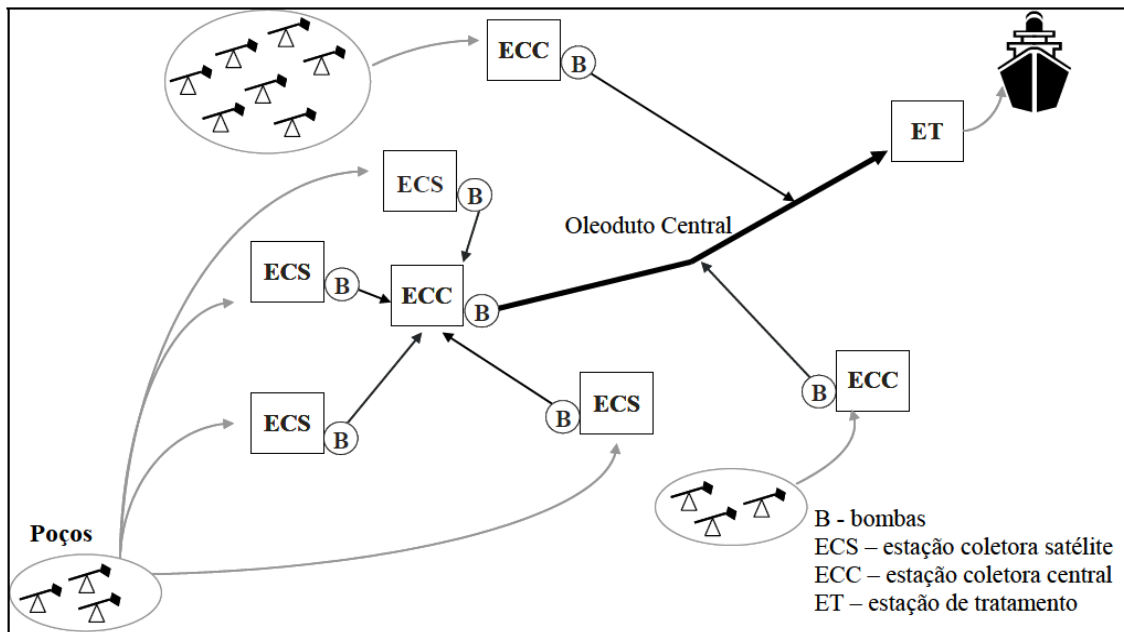 ECC
B
ET
ECS
B
Oleoduto Central
ECS
B
ECC
B
B
ECC
ECS
B
B
ECS
Poços
B - bombas
ECS – estação coletora satélite
ECC – estação coletora central
ET – estação de tratamento